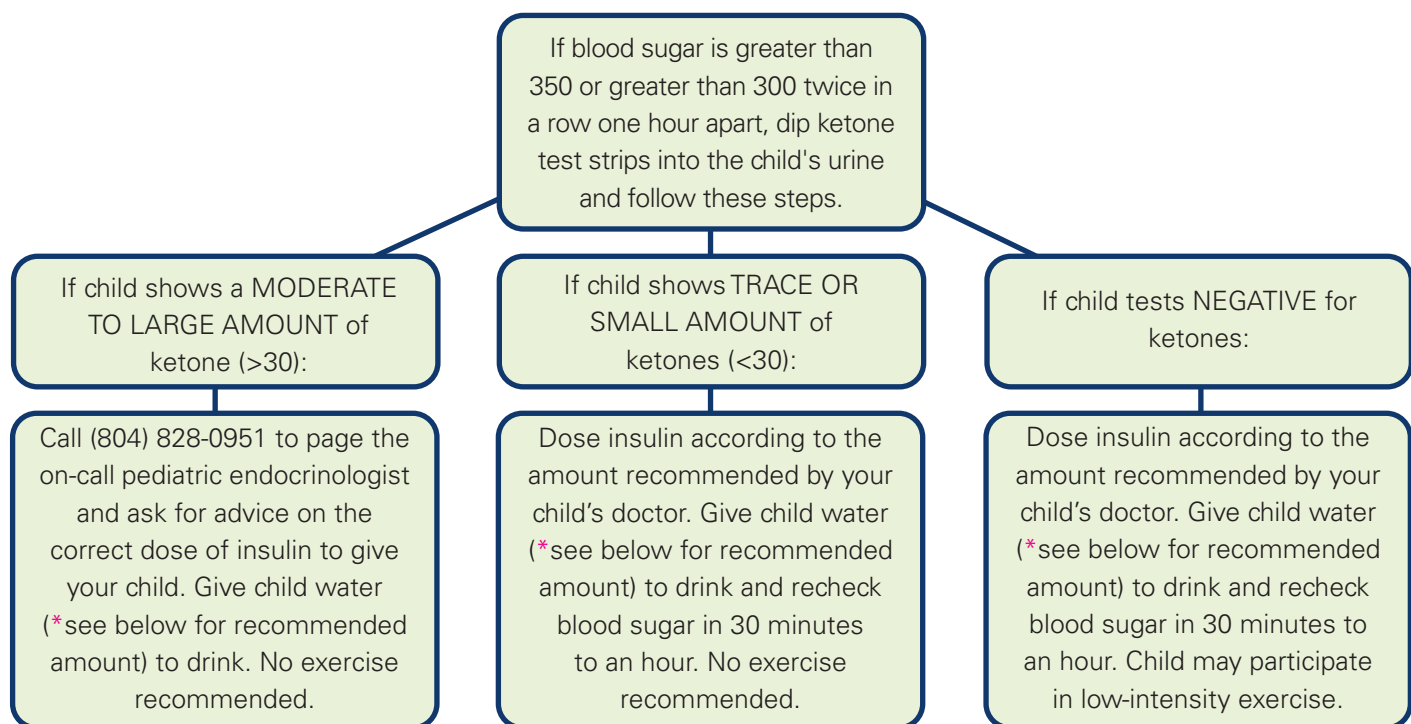 If blood sugar is greater than
350 or greater than 300 twice in
a row one hour apart, dip ketone
test strips into the child's urine
and follow these steps.
If child shows a MODERATE
TO LARGE AMOUNT of
ketone (>30):
If child shows TRACE OR
SMALL AMOUNT of
ketones (<30):
If child tests NEGATIVE for
ketones:
Call (804) 828-0951 to page the
on-call pediatric endocrinologist
and ask for advice on the
correct dose of insulin to give
your child. Give child water
(*see below for recommended
amount) to drink. No exercise
recommended.
Dose insulin according to the
amount recommended by your
child’s doctor. Give child water
(*see below for recommended
amount) to drink and recheck
blood sugar in 30 minutes
to an hour. No exercise
recommended.
Dose insulin according to the
amount recommended by your
child’s doctor. Give child water
(*see below for recommended
amount) to drink and recheck
blood sugar in 30 minutes to
an hour. Child may participate
in low-intensity exercise.